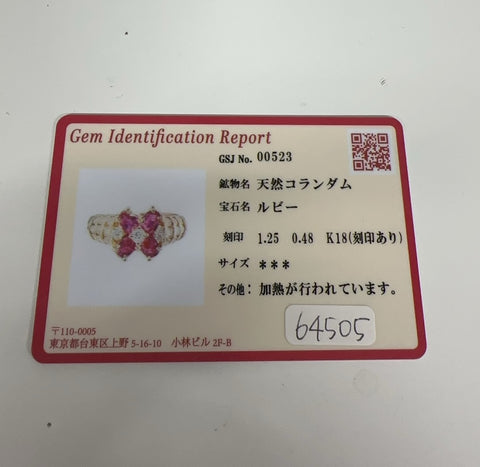 Gem Identification Report
GSJ No. 00523
鉱物名 天然コランダム
宝石名 ルビー
刻印 1.25 0.48 K18(刻印あり)
サイズ ***
その他: 加熱が行われています。
64505
〒110-0005
東京都台東区上野 5-16-10 小林ビル 2F-B